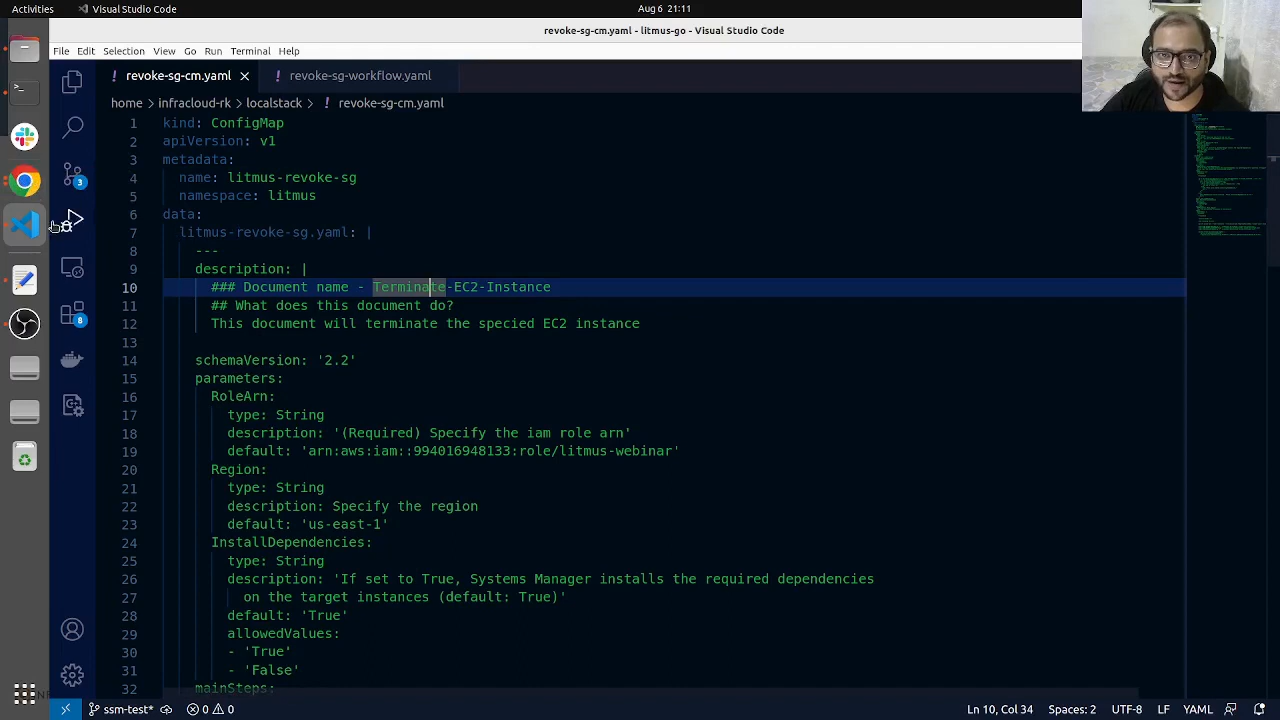 Activities
Visual Studio Code
Aug 6 21:11
revoke-sg-cm.yaml - litmus-go - Visual Studio Code
File Edit Selection View Go Run Terminal Help
revoke-sg-cm.yaml
revoke-sg-workflow.yaml
home > infracloud-rk > localstack > revoke-sg-cm.yaml
1 kind: ConfigMap
2 apiVersion: v1
3 metadata:
4 name: litmus-revoke-sg
5 namespace: litmus
6 data:
7 litmus-revoke-sg.yaml: |
8 ---
9 description: |
10 ### Document name - Terminate-EC2-Instance
11 ## What does this document do?
12 This document will terminate the specied EC2 instance
13
14 schemaVersion: '2.2'
15 parameters:
16 RoleArn:
17 type: String
18 description: '(Required) Specify the iam role arn'
19 default: 'arn:aws:iam::994016948133:role/litmus-webinar'
20 Region:
21 type: String
22 description: Specify the region
23 default: 'us-east-1'
24 InstallDependencies:
25 type: String
26 description: 'If set to True, Systems Manager installs the required dependencies
27 on the target instances (default: True)'
28 default: 'True'
29 allowedValues:
30 - 'True'
31 - 'False'
32 mainSteps:
8
ssm-test* 0 0 Ln 10, Col 34 Spaces: 2 UTF-8 LF YAML